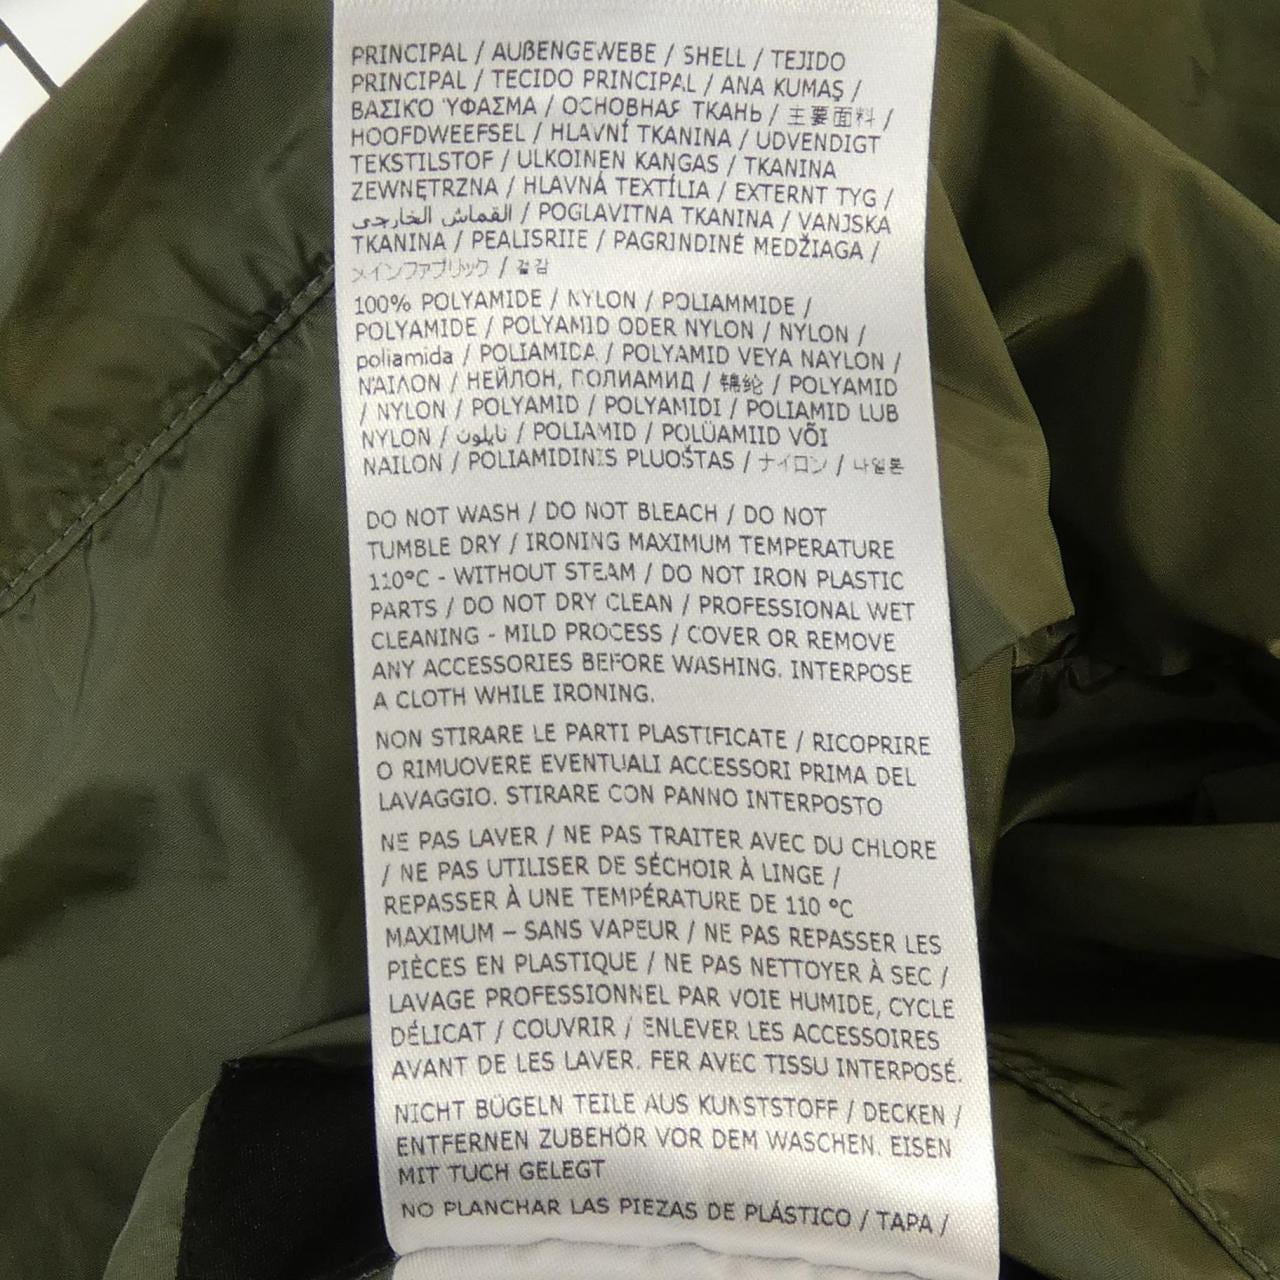 PRINCIPAL / AUßENGEWEBE / SHELL / TEJIDO
PRINCIPAL / TECIDO PRINCIPAL / ANA KUMAŞ /
ΒΑΣΙΚΌ ΎΦΑΣΜΑ / ОСНОВНАЯ ТКАНЬ / 主要面料 /
HOOFDWEEFSEL / HLAVNÍ TKANINA / UDVENDIGT
TEKSTILSTOF / ULKOINEN KANGAS / TKANINA
ZEWNĘTRZNA / HLAVNÁ TEXTÍLIA / EXTERNT TYG /
القماش الخارجي / POGLAVITNA TKANINA / VANJSKA
TKANINA / PEALISRIIE / PAGRINDINĖ MEDŽIAGA /
メインファブリック / 겉감
100% POLYAMIDE / NYLON / POLIAMMIDE /
POLYAMIDE / POLYAMID ODER NYLON / NYLON /
poliamida / POLIAMIDA / POLYAMID VEYA NAYLON /
ΝΆΙΛΟΝ / НЕЙЛОН, ПОЛИАМИД / 锦纶 / POLYAMID
/ NYLON / POLYAMID / POLYAMIDI / POLIAMID LUB
NYLON / نايلون / POLIAMID / POLÜAMIID VÕI
NAILON / POLIAMIDINIS PLUOŠTAS / ナイロン / 나일론
DO NOT WASH / DO NOT BLEACH / DO NOT
TUMBLE DRY / IRONING MAXIMUM TEMPERATURE
110°C - WITHOUT STEAM / DO NOT IRON PLASTIC
PARTS / DO NOT DRY CLEAN / PROFESSIONAL WET
CLEANING - MILD PROCESS / COVER OR REMOVE
ANY ACCESSORIES BEFORE WASHING. INTERPOSE
A CLOTH WHILE IRONING.
NON STIRARE LE PARTI PLASTIFICATE / RICOPRIRE
O RIMUOVERE EVENTUALI ACCESSORI PRIMA DEL
LAVAGGIO. STIRARE CON PANNO INTERPOSTO
NE PAS LAVER / NE PAS TRAITER AVEC DU CHLORE
/ NE PAS UTILISER DE SÉCHOIR À LINGE /
REPASSER À UNE TEMPÉRATURE DE 110 °C
MAXIMUM – SANS VAPEUR / NE PAS REPASSER LES
PIÈCES EN PLASTIQUE / NE PAS NETTOYER À SEC /
LAVAGE PROFESSIONNEL PAR VOIE HUMIDE, CYCLE
DÉLICAT / COUVRIR / ENLEVER LES ACCESSOIRES
AVANT DE LES LAVER. FER AVEC TISSU INTERPOSÉ.
NICHT BÜGELN TEILE AUS KUNSTSTOFF / DECKEN /
ENTFERNEN ZUBEHÖR VOR DEM WASCHEN. EISEN
MIT TUCH GELEGT
NO PLANCHAR LAS PIEZAS DE PLÁSTICO / TAPA /